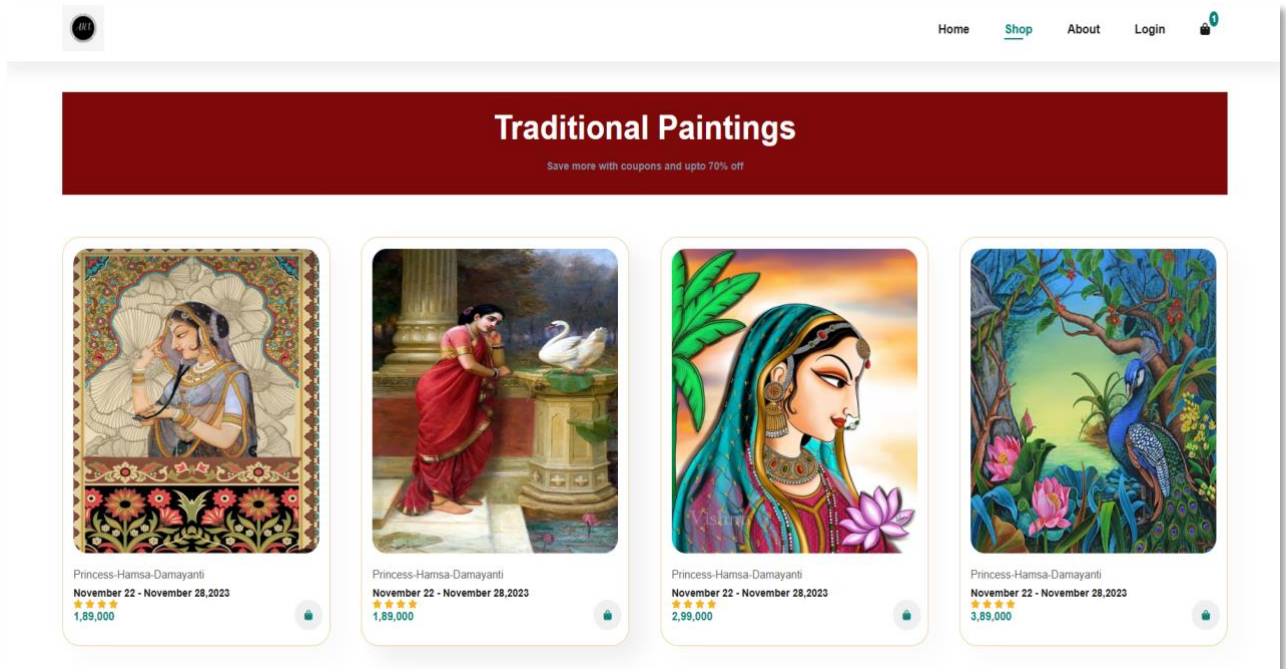 ART
Home
Shop
About
Login
1
Traditional Paintings
Save more with coupons and upto 70% off
Princess-Hamsa-Damayanti
November 22 - November 28,2023
1,89,000
Princess-Hamsa-Damayanti
November 22 - November 28,2023
1,89,000
Vishnu
Princess-Hamsa-Damayanti
November 22 - November 28,2023
2,99,000
Princess-Hamsa-Damayanti
November 22 - November 28,2023
3,89,000